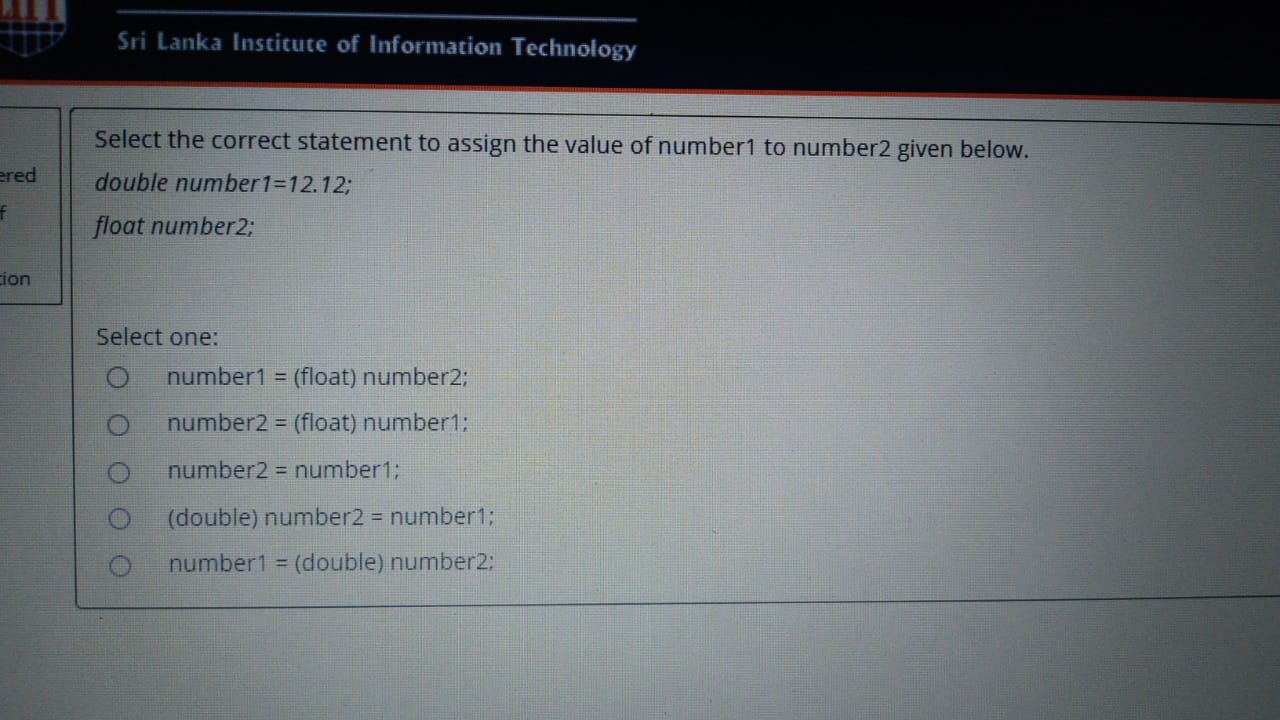 Sri Lanka Institute of Information Technology
Select the correct statement to assign the value of number1 to number2 given below.
ered
double number1=12.12;
f
float number2;
tion
Select one:
number1 = (float) number2;
number2 = (float) number1;
number2 = number1;
(double) number2 = number1;
number1 = (double) number2;